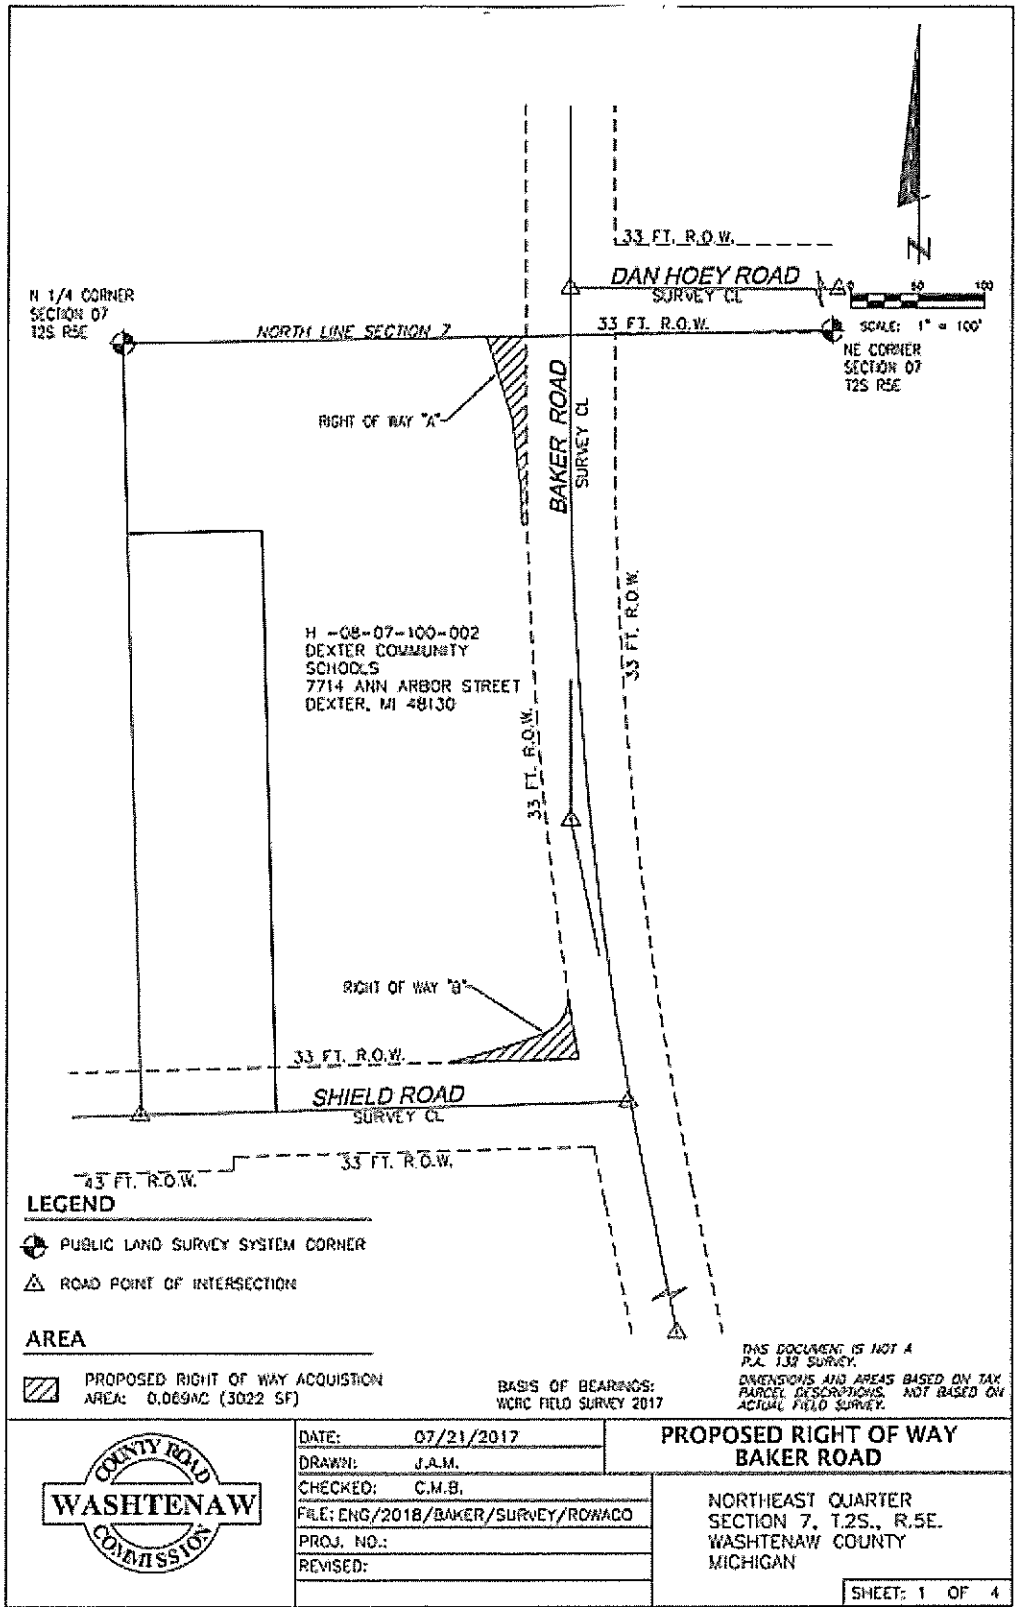 33 FT. R.O.W.
DAN HOEY ROAD
SURVEY CL
N
0 50 100
SCALE: 1" = 100'
N 1/4 CORNER
SECTION 07
T2S R5E
NORTH LINE SECTION 7
33 FT. R.O.W.
NE CORNER
SECTION 07
T2S R5E
RIGHT OF WAY "A"
BAKER ROAD
SURVEY CL
33 FT. R.O.W.
H -08-07-100-002
DEXTER COMMUNITY
SCHOOLS
7714 ANN ARBOR STREET
DEXTER, MI 48130
33 FT. R.O.W.
RIGHT OF WAY "B"
33 FT. R.O.W.
SHIELD ROAD
SURVEY CL
33 FT. R.O.W.
43 FT. R.O.W.
LEGEND
PUBLIC LAND SURVEY SYSTEM CORNER
ROAD POINT OF INTERSECTION
AREA
PROPOSED RIGHT OF WAY ACQUISTION
AREA: 0.069AC (3022 SF)
BASIS OF BEARINGS:
WCRC FIELD SURVEY 2017
THIS DOCUMENT IS NOT A
P.A. 132 SURVEY.
DIMENSIONS AND AREAS BASED ON TAX
PARCEL DESCRIPTIONS. NOT BASED ON
ACTUAL FIELD SURVEY.
COUNTY ROAD
WASHTENAW
COMMISSION
DATE: 07/21/2017
DRAWN: J.A.M.
CHECKED: C.M.B.
FILE: ENG/2018/BAKER/SURVEY/ROWACQ
PROJ. NO.:
REVISED:
PROPOSED RIGHT OF WAY
BAKER ROAD
NORTHEAST QUARTER
SECTION 7, T.2S., R.5E.
WASHTENAW COUNTY
MICHIGAN
SHEET: 1 OF 4